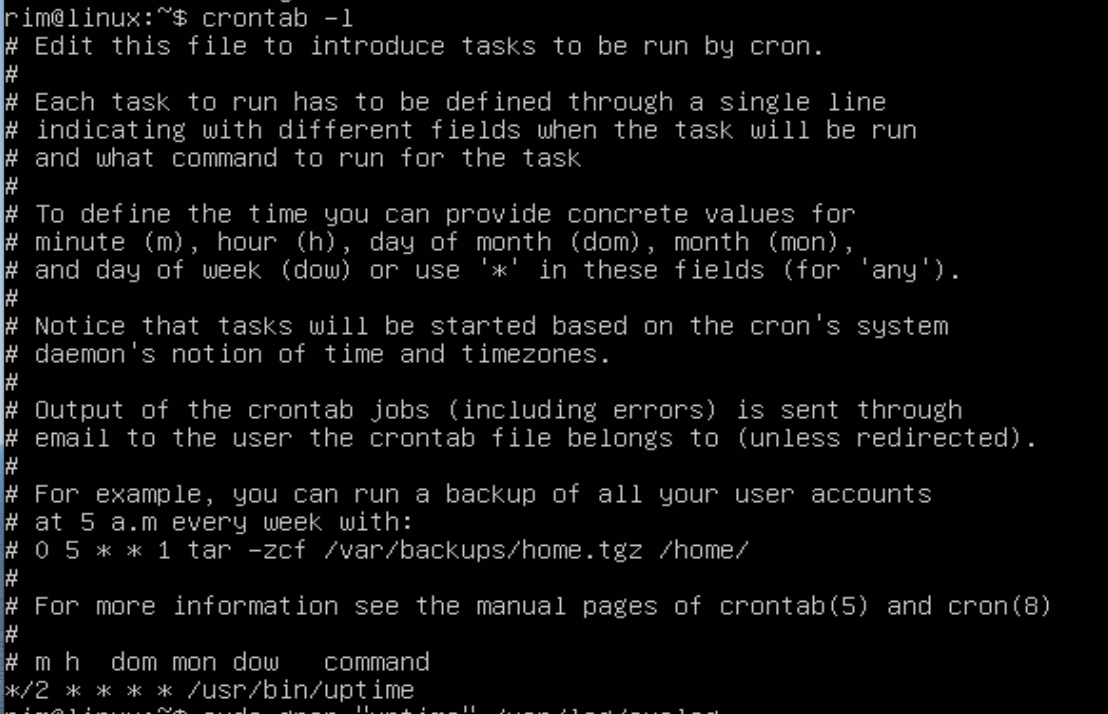 rim@linux:~$ crontab -l
# Edit this file to introduce tasks to be run by cron.
#
# Each task to run has to be defined through a single line
# indicating with different fields when the task will be run
# and what command to run for the task
#
# To define the time you can provide concrete values for
# minute (m), hour (h), day of month (dom), month (mon),
# and day of week (dow) or use '*' in these fields (for 'any').
#
# Notice that tasks will be started based on the cron's system
# daemon's notion of time and timezones.
#
# Output of the crontab jobs (including errors) is sent through
# email to the user the crontab file belongs to (unless redirected).
#
# For example, you can run a backup of all your user accounts
# at 5 a.m every week with:
# 0 5 * * 1 tar -zcf /var/backups/home.tgz /home/
#
# For more information see the manual pages of crontab(5) and cron(8)
#
# m h  dom mon dow   command
*/2 * * * * /usr/bin/uptime
rim@linux:~$ sudo grep "uptime" /var/log/syslog